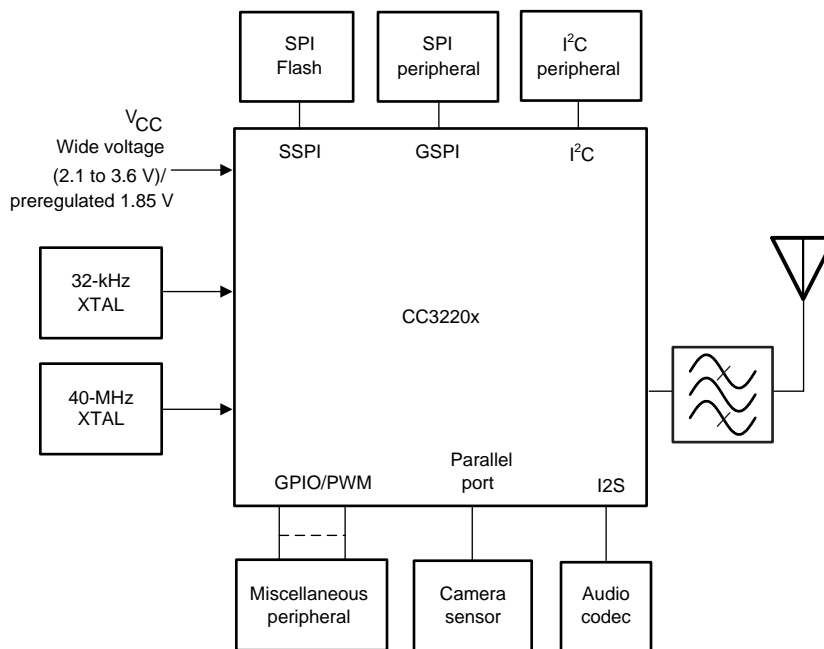 SPI
Flash
SPI
peripheral
I²C
peripheral
VCC
Wide voltage
(2.1 to 3.6 V)/
preregulated 1.85 V
SSPI
GSPI
I²C
32-kHz
XTAL
CC3220x
40-MHz
XTAL
GPIO/PWM
Parallel
port
I2S
Miscellaneous
peripheral
Camera
sensor
Audio
codec